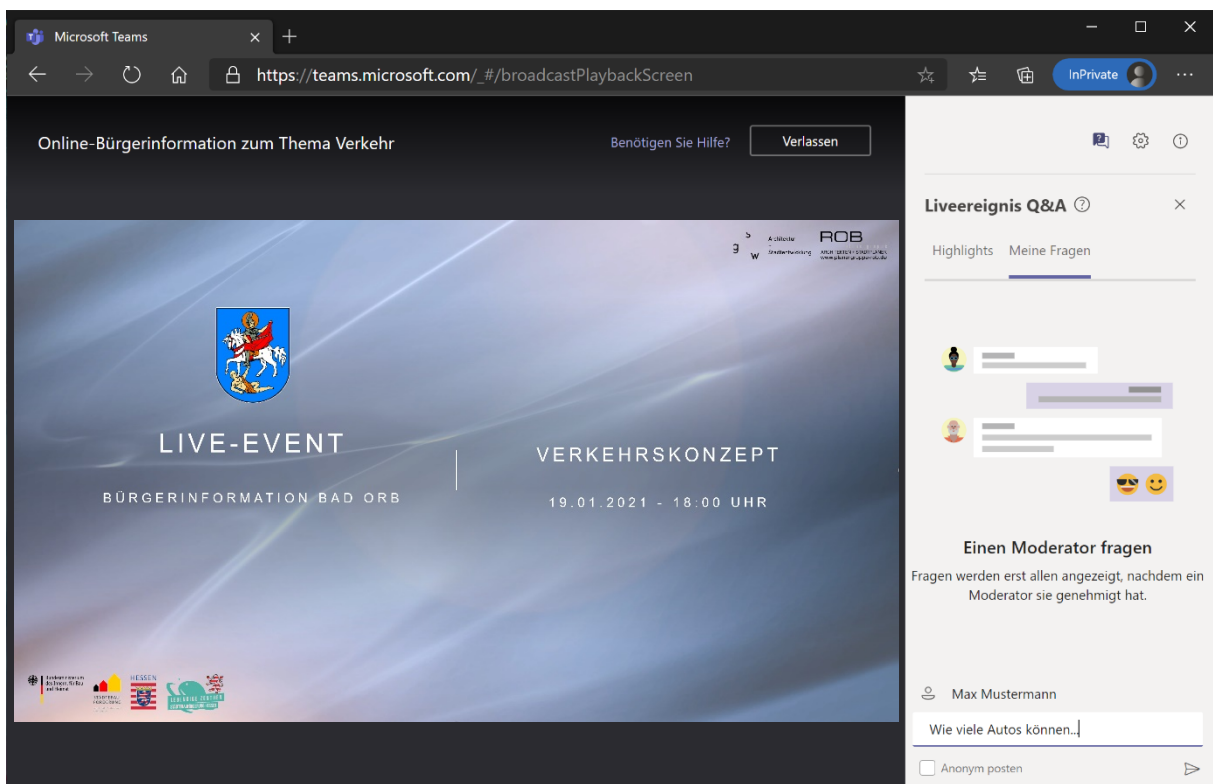 Microsoft Teams
https://teams.microsoft.com/_#/broadcastPlaybackScreen
InPrivate
Online-Bürgerinformation zum Thema Verkehr
Benötigen Sie Hilfe?
Verlassen
g s w
Architektur
Stadtentwicklung
ROB
LIVE-EVENT
BÜRGERINFORMATION BAD ORB
VERKEHRSKONZEPT
19.01.2021 - 18:00 UHR
HESSEN
Liveereignis Q&A
Highlights Meine Fragen
Einen Moderator fragen
Fragen werden erst allen angezeigt, nachdem ein
Moderator sie genehmigt hat.
Max Mustermann
Wie viele Autos können...
Anonym posten